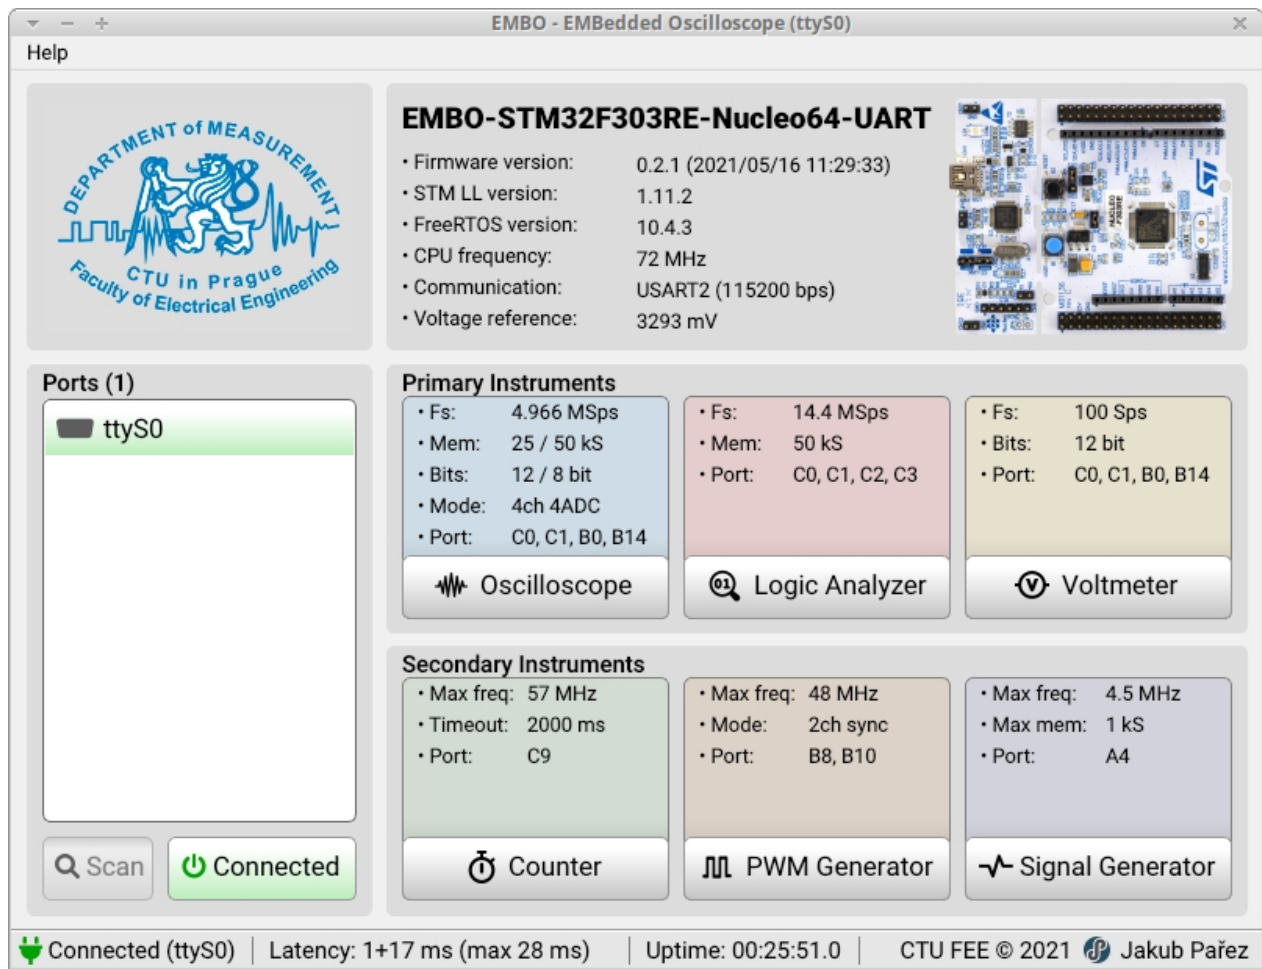 EMBO - EMBedded Oscilloscope (ttyS0)
Help
DEPARTMENT of MEASUREMENT
CTU in Prague
Faculty of Electrical Engineering
EMBO-STM32F303RE-Nucleo64-UART
• Firmware version: 0.2.1 (2021/05/16 11:29:33)
• STM LL version: 1.11.2
• FreeRTOS version: 10.4.3
• CPU frequency: 72 MHz
• Communication: USART2 (115200 bps)
• Voltage reference: 3293 mV
Ports (1)
ttyS0
Scan
Connected
Primary Instruments
• Fs: 4.966 MSps
• Mem: 25 / 50 kS
• Bits: 12 / 8 bit
• Mode: 4ch 4ADC
• Port: C0, C1, B0, B14
Oscilloscope
• Fs: 14.4 MSps
• Mem: 50 kS
• Port: C0, C1, C2, C3
01
Logic Analyzer
• Fs: 100 Sps
• Bits: 12 bit
• Port: C0, C1, B0, B14
V
Voltmeter
Secondary Instruments
• Max freq: 57 MHz
• Timeout: 2000 ms
• Port: C9
Counter
• Max freq: 48 MHz
• Mode: 2ch sync
• Port: B8, B10
PWM Generator
• Max freq: 4.5 MHz
• Max mem: 1 kS
• Port: A4
Signal Generator
Connected (ttyS0)
Latency: 1+17 ms (max 28 ms)
Uptime: 00:25:51.0
CTU FEE © 2021
Jakub Pařez